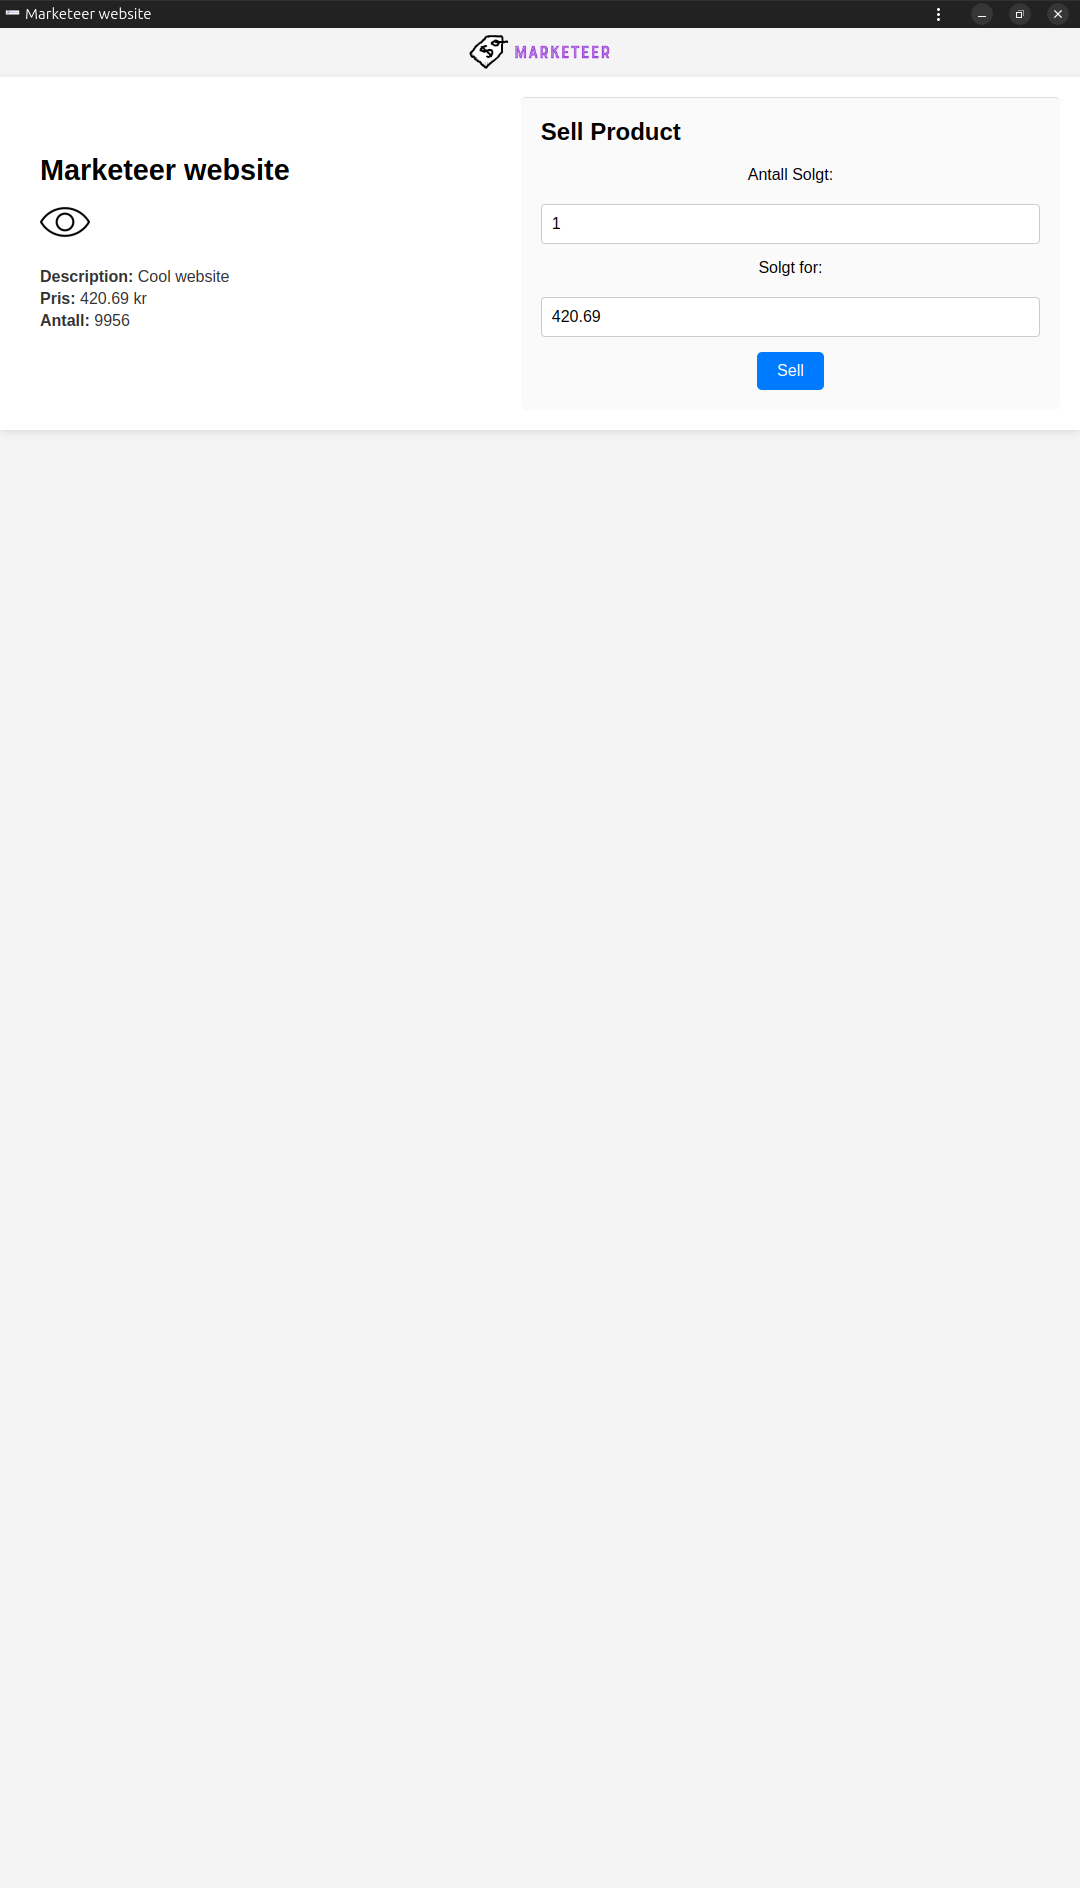 Marketeer website
MARKETEER
Marketeer website
Description: Cool website
Pris: 420.69 kr
Antall: 9956
Sell Product
Antall Solgt:
1
Solgt for:
420.69
Sell